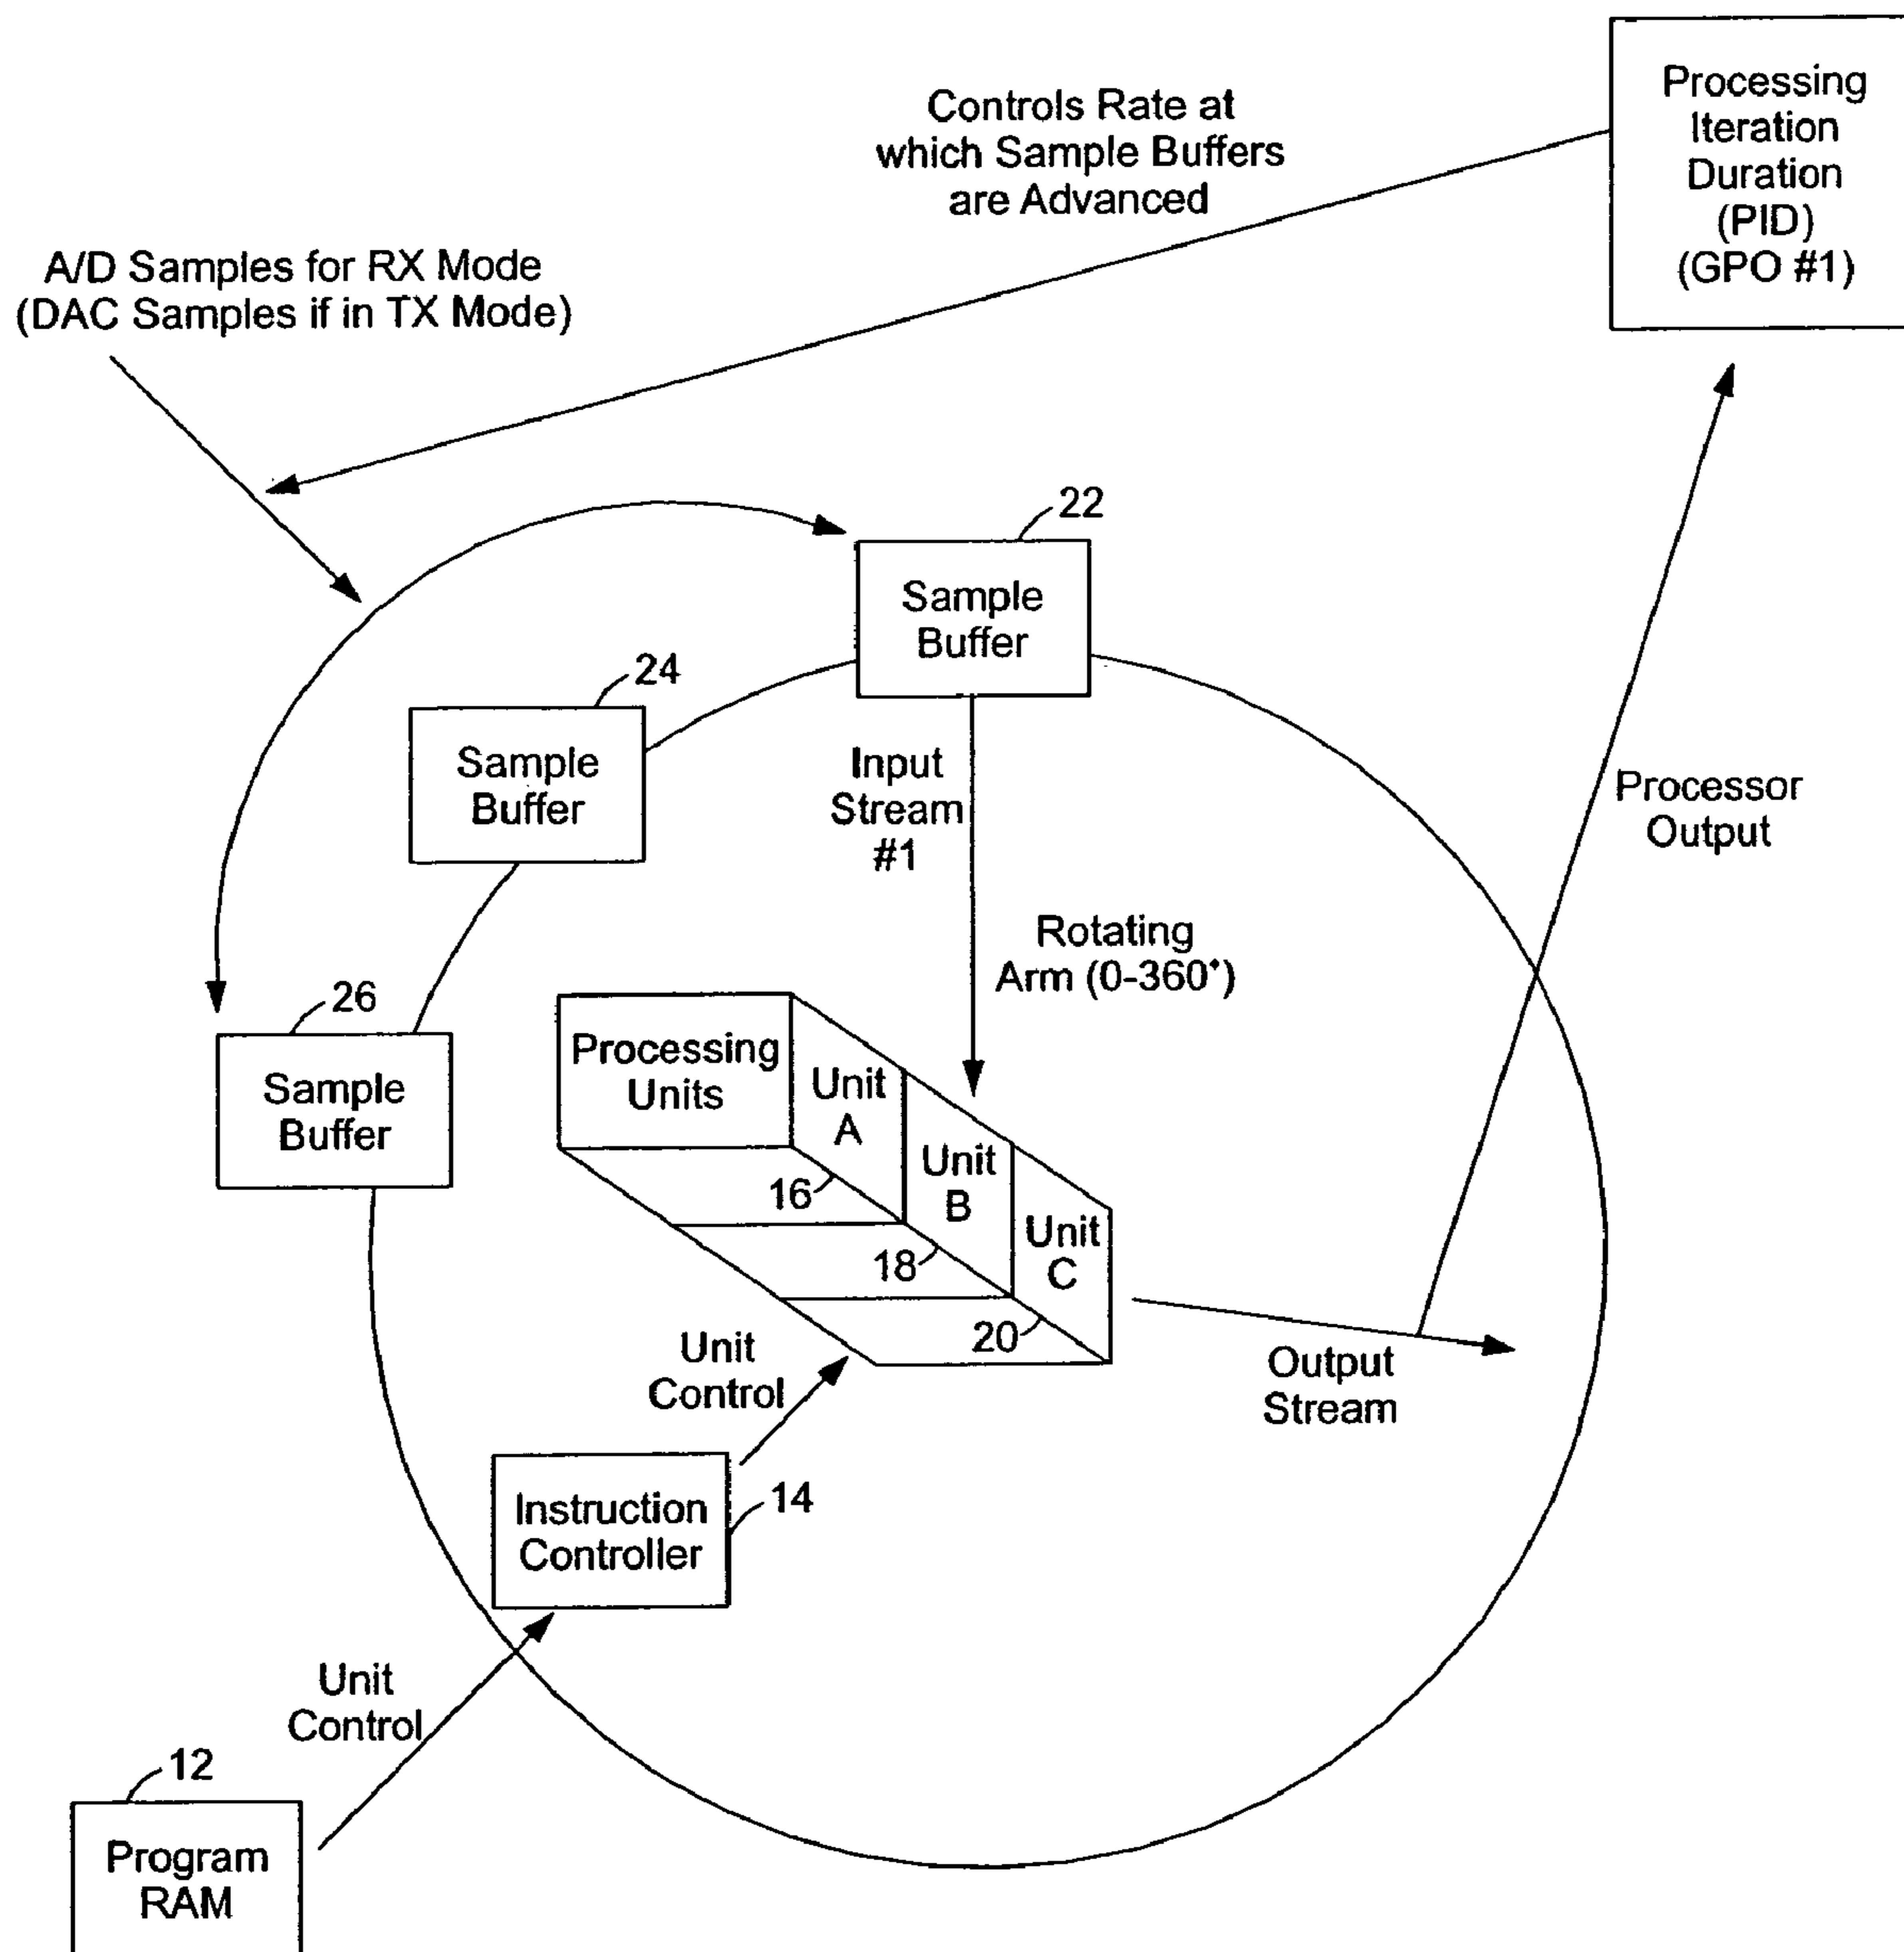 Processing
Iteration
Duration
(PID)
(GPO #1)
Controls Rate at
which Sample Buffers
are Advanced
A/D Samples for RX Mode
(DAC Samples if in TX Mode)
22
Sample
Buffer
24
Sample
Buffer
Input
Stream
#1
Processor
Output
Rotating
Arm (0-360°)
26
Sample
Buffer
Processing
Units
Unit
A
Unit
B
Unit
C
16
18
20
Unit
Control
Output
Stream
Instruction
Controller
14
Unit
Control
12
Program
RAM